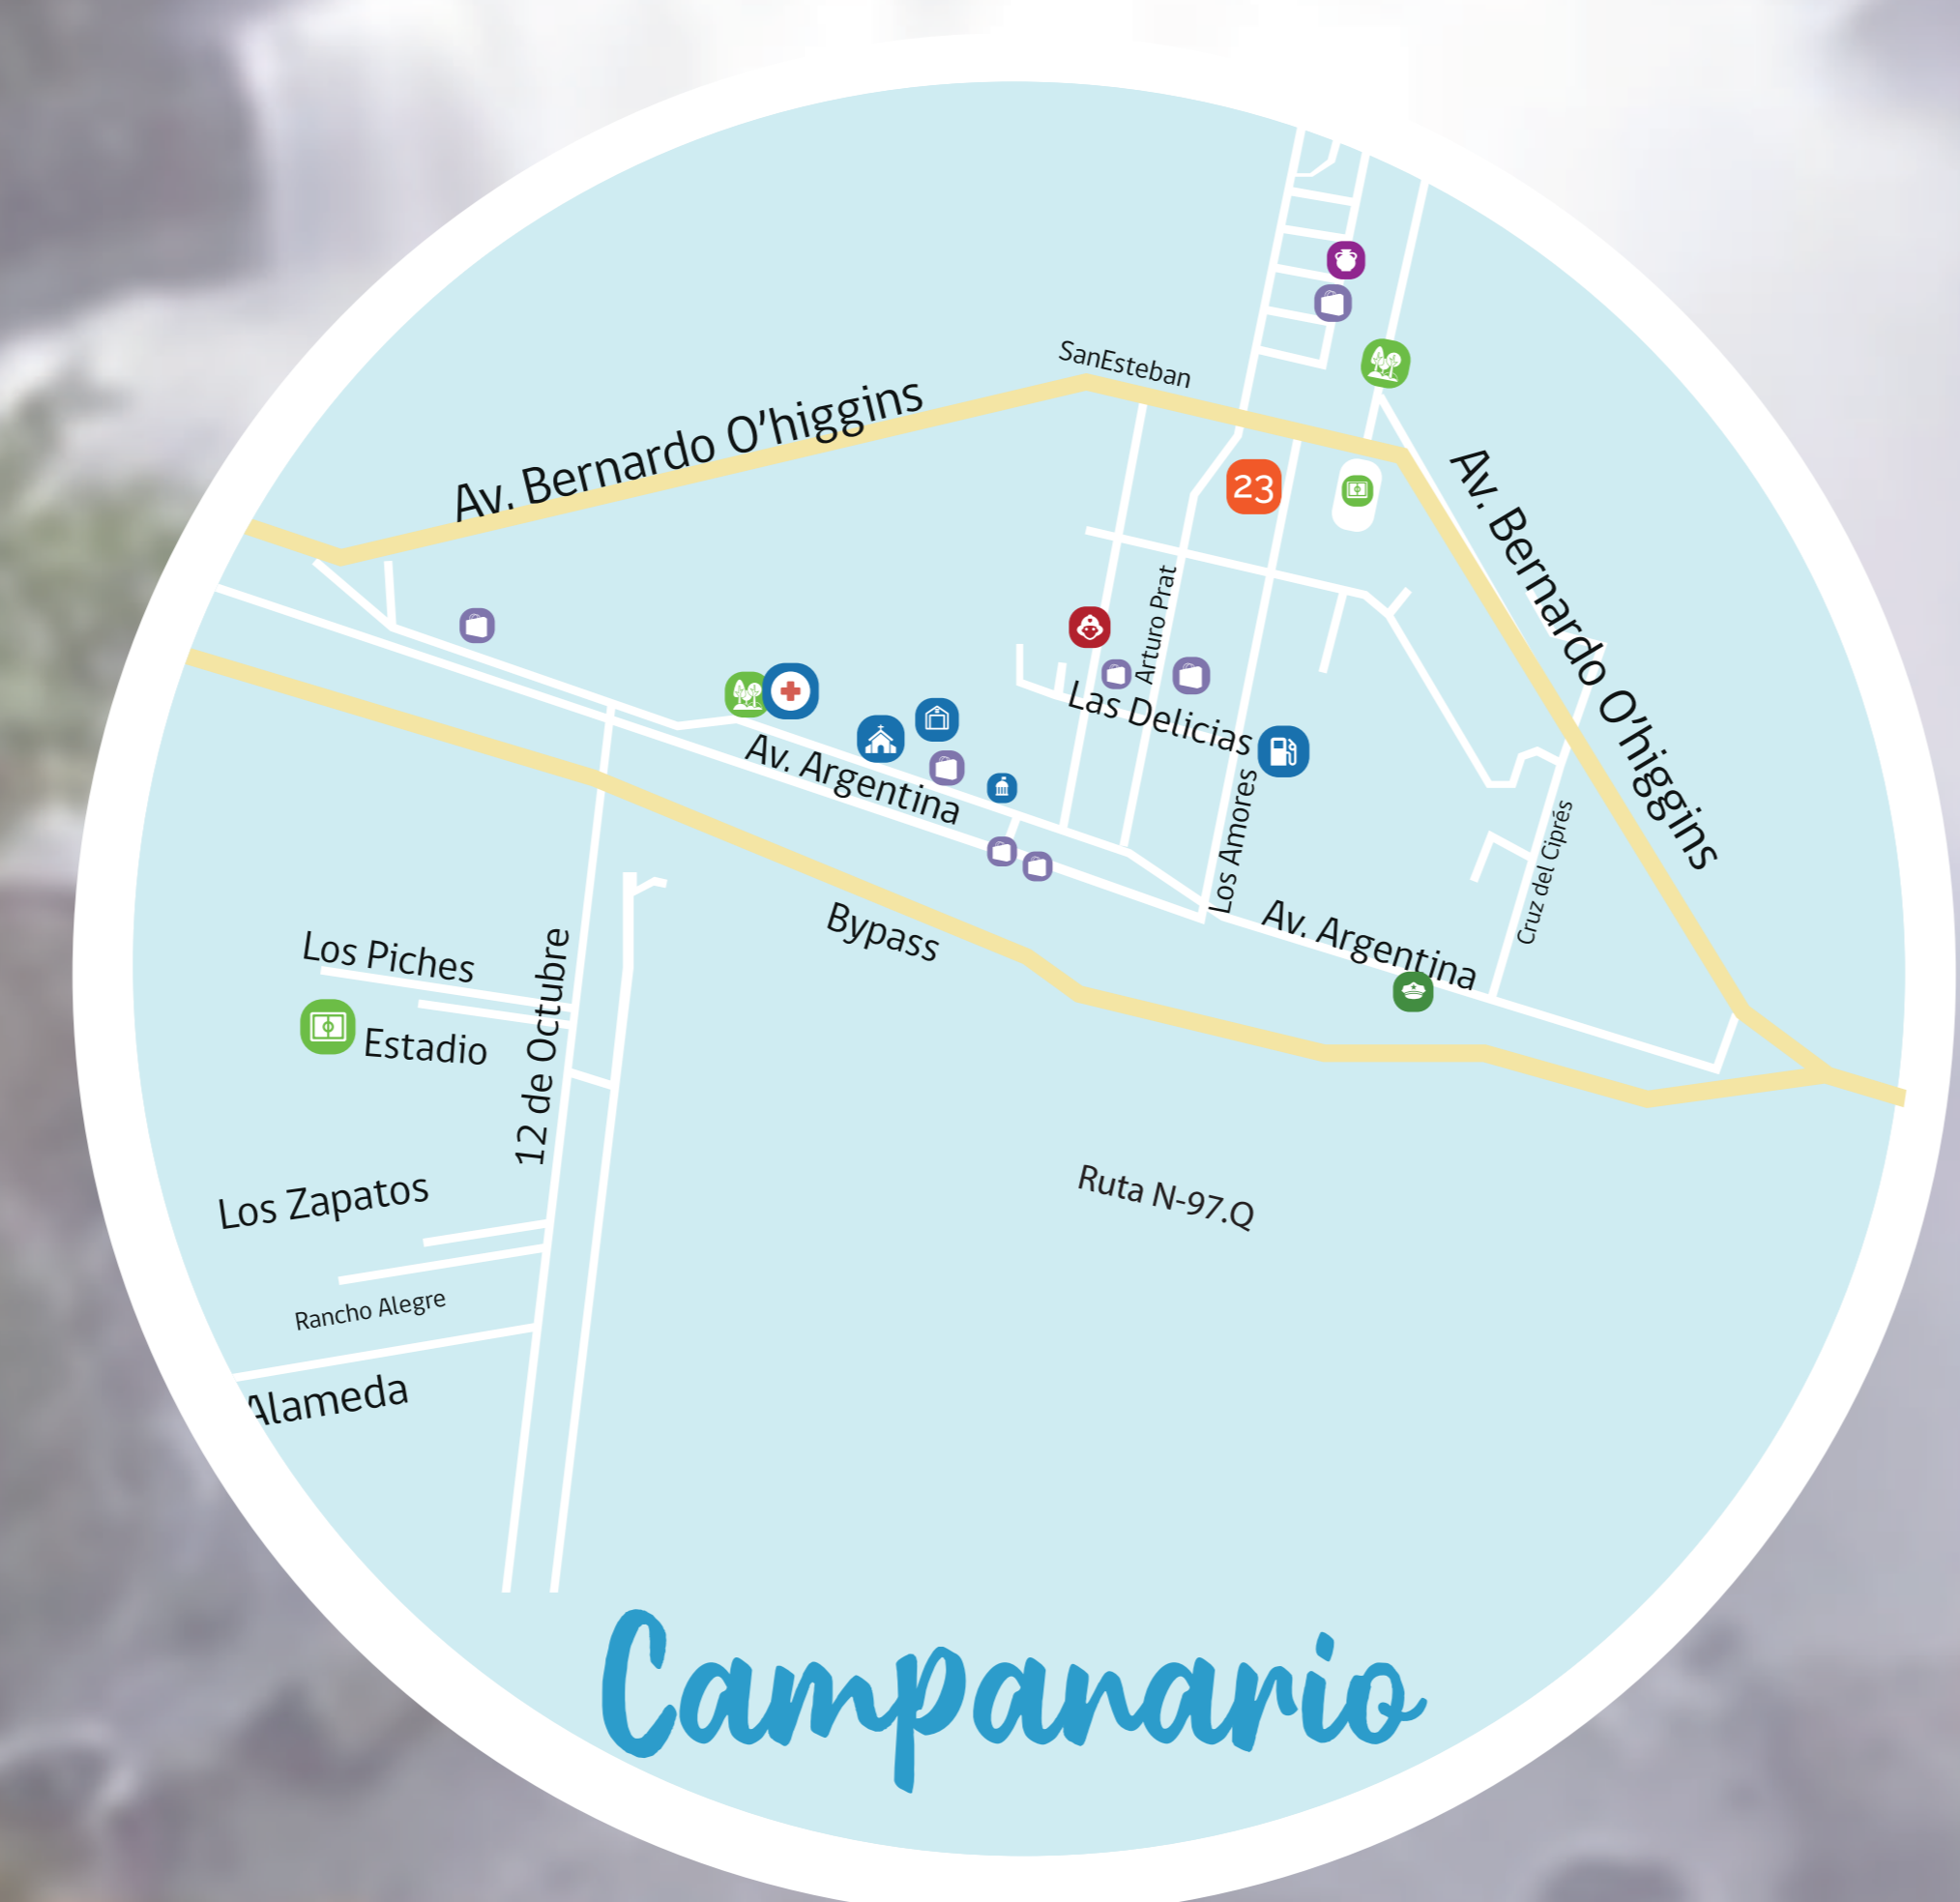 SanEsteban
Av. Bernardo O'higgins
23
Av. Bernardo O'higgins
Arturo Prat
Las Delicias
Av. Argentina
Los Amores
Cruz del Ciprés
Av. Argentina
Bypass
Los Piches
12 de Octubre
Estadio
Ruta N-97.Q
Los Zapatos
Rancho Alegre
Alameda
Campanario